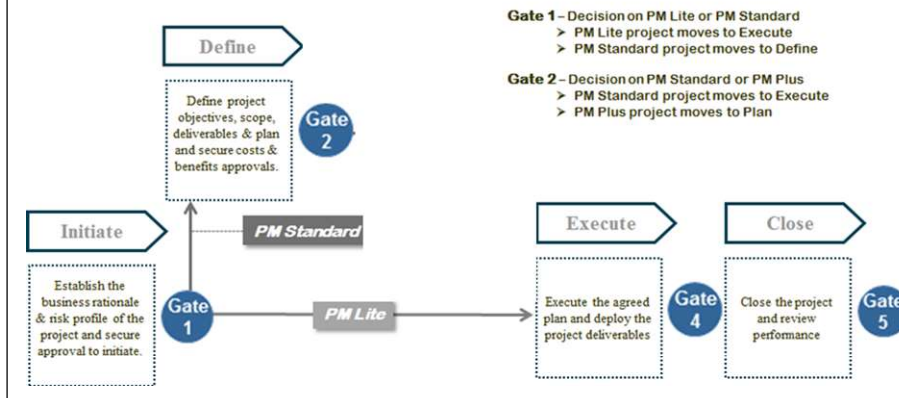 Gate 1 – Decision on PM Lite or PM Standard
➢ PM Lite project moves to Execute
➢ PM Standard project moves to Define
Gate 2 – Decision on PM Standard or PM Plus
➢ PM Standard project moves to Execute
➢ PM Plus project moves to Plan
Define
Define project
objectives, scope,
deliverables & plan
and secure costs &
benefits approvals.
Gate
2
Initiate
PM Standard
Execute
Close
Establish the
business rationale
& risk profile of the
project and secure
approval to initiate.
Gate
1
PM Lite
Execute the agreed
plan and deploy the
project deliverables
Gate
4
Close the project
and review
performance
Gate
5